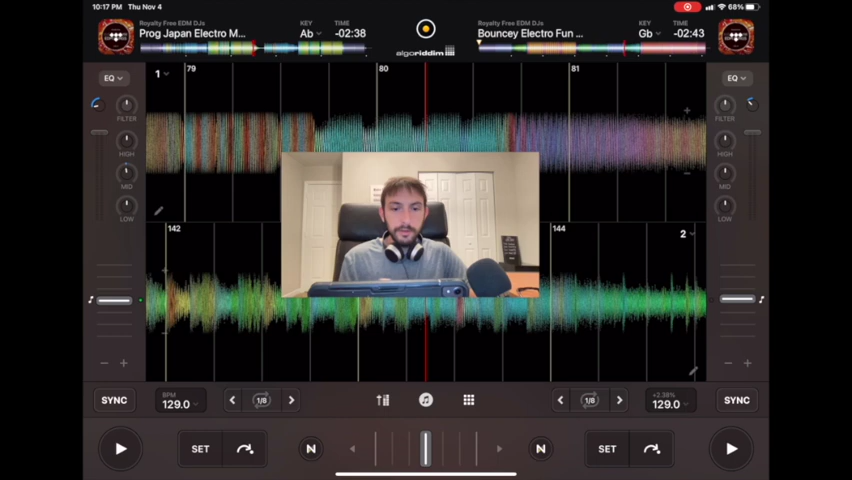 10:17 PM Thu Nov 4
68%
Royalty Free EDM DJs
Prog Japan Electro M...
KEY
Ab
TIME
-02:38
algoriddim
Royalty Free EDM DJs
Bouncey Electro Fun ...
KEY
Gb
TIME
-02:43
EQ
1
79
80
81
EQ
FILTER
HIGH
MID
LOW
FILTER
HIGH
MID
LOW
142
144
2
SYNC
BPM
129.0
1/8
1/8
+2.38%
129.0
SYNC
SET
N
N
SET